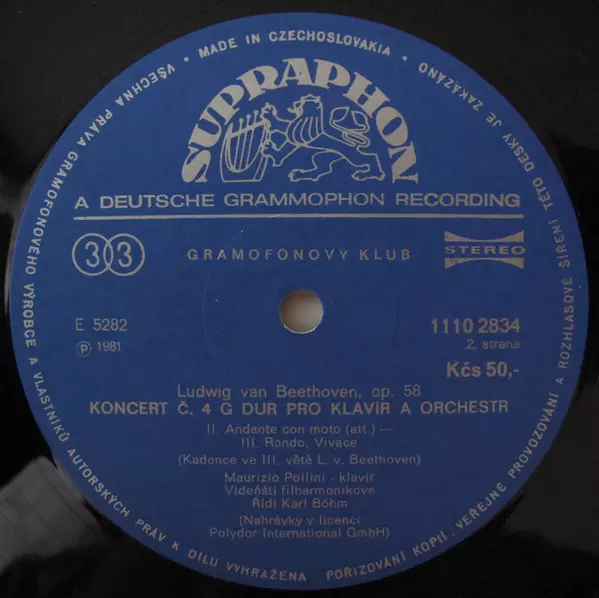 • MADE IN CZECHOSLOVAKIA •
VŠECHNA PRÁVA GRAMOFONOVÉHO VÝROBCE A VLASTNÍKŮ AUTORSKÝCH PRÁV K DÍLU VYHRAŽENA
POŘIZOVÁNÍ KOPIÍ, VEŘEJNÉ PROVOZOVÁNÍ A ROZHLASOVÉ ŠÍŘENÍ TÉTO DESKY JE ZAKÁZÁNO
SUPRAPHON
A DEUTSCHE GRAMMOPHON RECORDING
33
GRAMOFONOVÝ KLUB
STEREO
E 5282
1110 2834
℗ 1981
2. strana
Kčs 50,-
Ludwig van Beethoven, op. 58
KONCERT Č. 4 G DUR PRO KLAVÍR A ORCHESTR
II. Andante con moto (att.) —
III. Rondo. Vivace
(Kadence ve III. větě L. v. Beethoven)
Maurizio Pollini - klavír
Vídeňští filharmonikové
Řídí Karl Böhm
(Nahrávky v licenci
Polydor International GmbH)